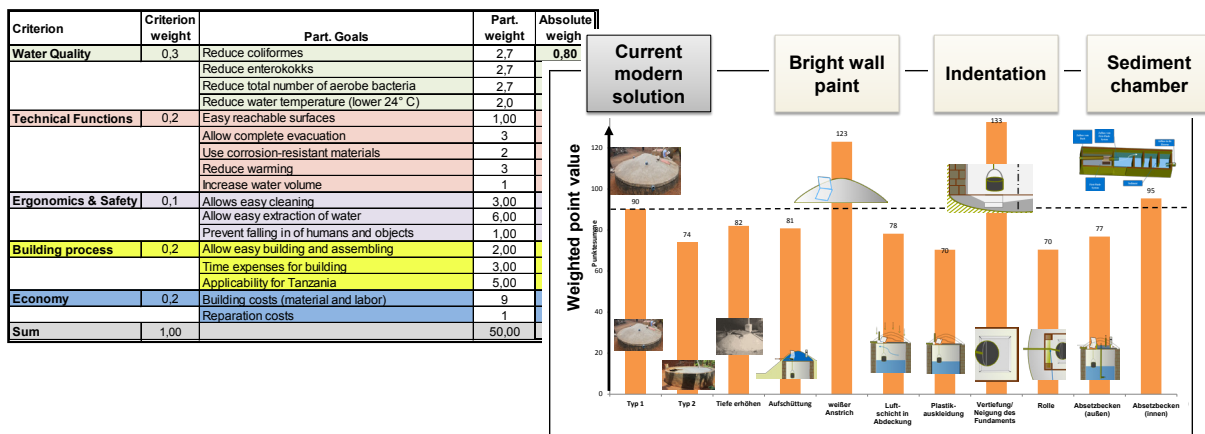 Criterion Criterion weight Part. Goals Part. weight Absolute weigh
Water Quality 0,3 Reduce coliformes 2,7 0,80
Reduce enterokokks 2,7
Reduce total number of aerobe bacteria 2,7
Reduce water temperature (lower 24° C) 2,0
Technical Functions 0,2 Easy reachable surfaces 1,00
Allow complete evacuation 3
Use corrosion-resistant materials 2
Reduce warming 3
Increase water volume 1
Ergonomics & Safety 0,1 Allows easy cleaning 3,00
Allow easy extraction of water 6,00
Prevent falling in of humans and objects 1,00
Building process 0,2 Allow easy building and assembling 2,00
Time expenses for building 3,00
Applicability for Tanzania 5,00
Economy 0,2 Building costs (material and labor) 9
Reparation costs 1
Sum 1,00 50,00
Current modern solution
Bright wall paint
Indentation
Sediment chamber
Weighted point value
Punktesumme
120
100
80
60
40
20
0
90
74
82
81
123
78
70
133
70
77
95
Typ 1
Typ 2
Tiefe erhöhen
Aufschüttung
weißer Anstrich
Luft-
schicht in
Abdeckung
Plastik-
auskleidung
Vertiefung/
Neigung des
Fundaments
Rolle
Absetzbecken
(außen)
Absetzbecken
(innen)